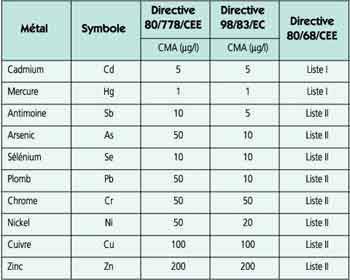 Métal Symbole Directive 80/778/CEE Directive 98/83/EC Directive 80/68/CEE
CMA (µg/l) CMA (µg/l)
Cadmium Cd 5 5 Liste I
Mercure Hg 1 1 Liste I
Antimoine Sb 10 5 Liste II
Arsenic As 50 10 Liste II
Sélénium Se 10 10 Liste II
Plomb Pb 50 10 Liste II
Chrome Cr 50 50 Liste II
Nickel Ni 50 20 Liste II
Cuivre Cu 100 100 Liste II
Zinc Zn 200 200 Liste II